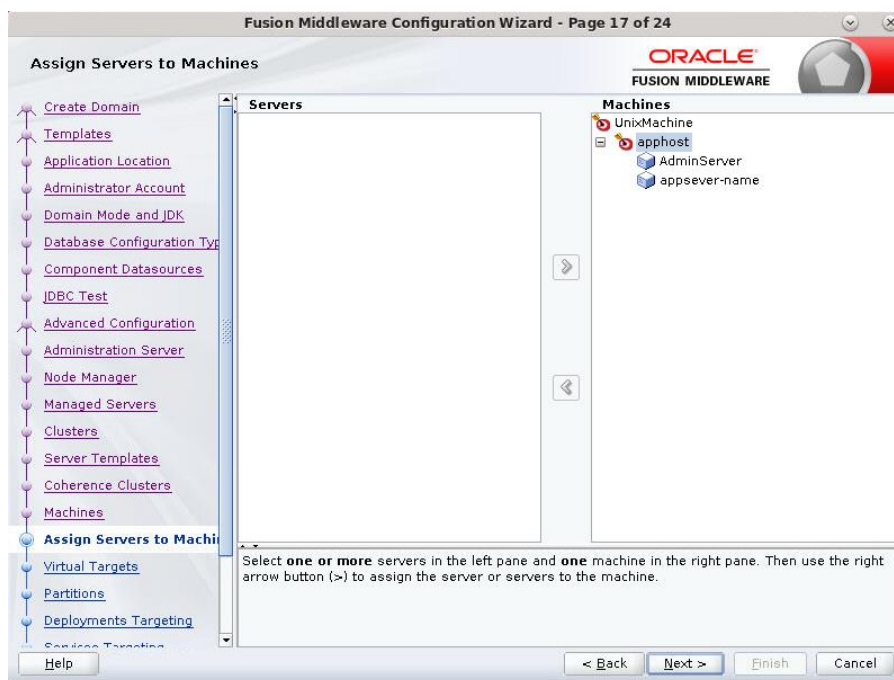 Fusion Middleware Configuration Wizard - Page 17 of 24
Assign Servers to Machines
ORACLE
FUSION MIDDLEWARE
Create Domain
Templates
Application Location
Administrator Account
Domain Mode and JDK
Database Configuration Typ
Component Datasources
JDBC Test
Advanced Configuration
Administration Server
Node Manager
Managed Servers
Clusters
Server Templates
Coherence Clusters
Machines
Assign Servers to Machi
Virtual Targets
Partitions
Deployments Targeting
Services Targeting
Servers
Machines
UnixMachine
apphost
AdminServer
appsever-name
Select one or more servers in the left pane and one machine in the right pane. Then use the right
arrow button (>) to assign the server or servers to the machine.
Help
< Back
Next >
Finish
Cancel